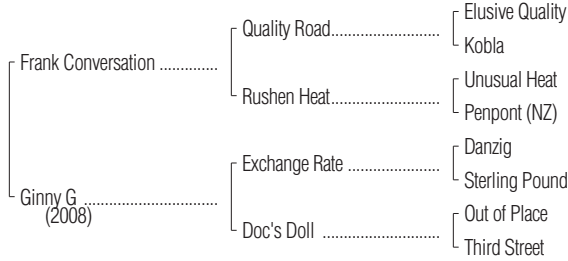 Elusive Quality
Quality Road..............................
Kobla
Frank Conversation ................
Unusual Heat
Rushen Heat.............................
Penpont (NZ)
Danzig
Exchange Rate ........................
Sterling Pound
Ginny G .....................................
(2008)
Out of Place
Doc's Doll ...............................
Third Street